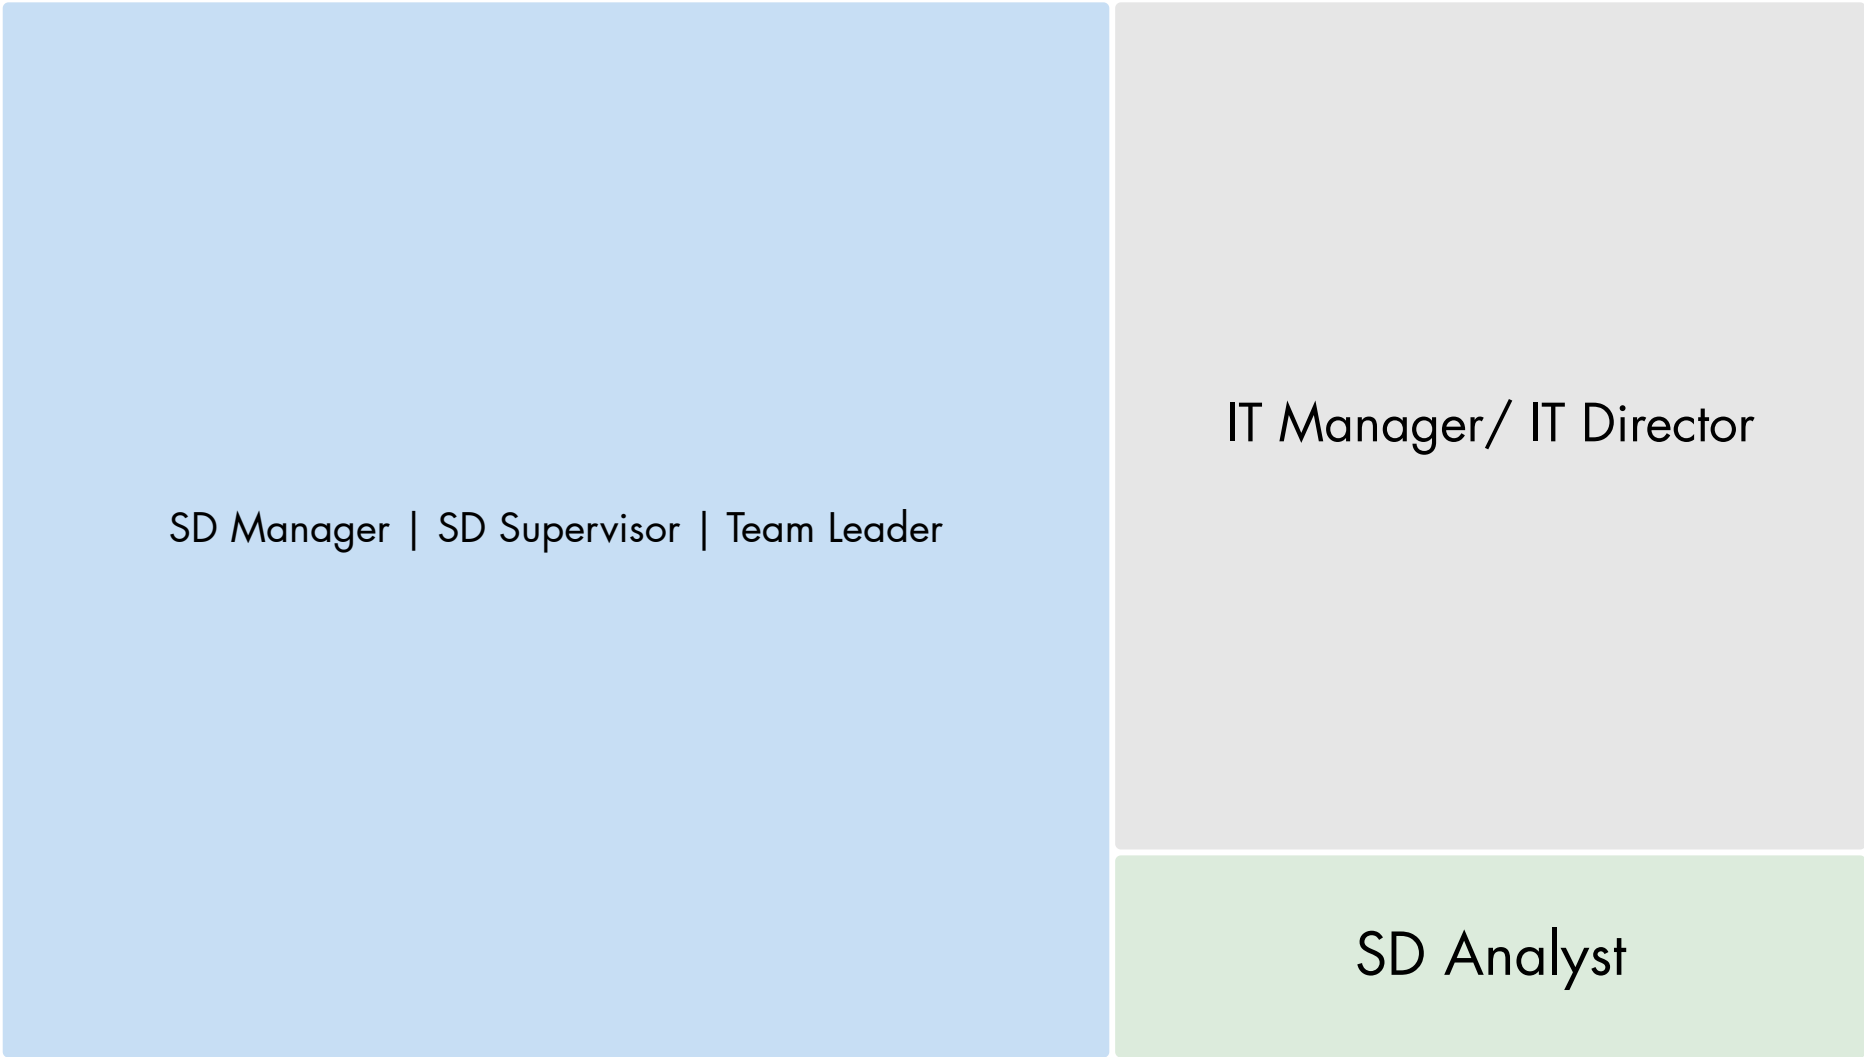 SD Manager | SD Supervisor | Team Leader
IT Manager/ IT Director
SD Analyst